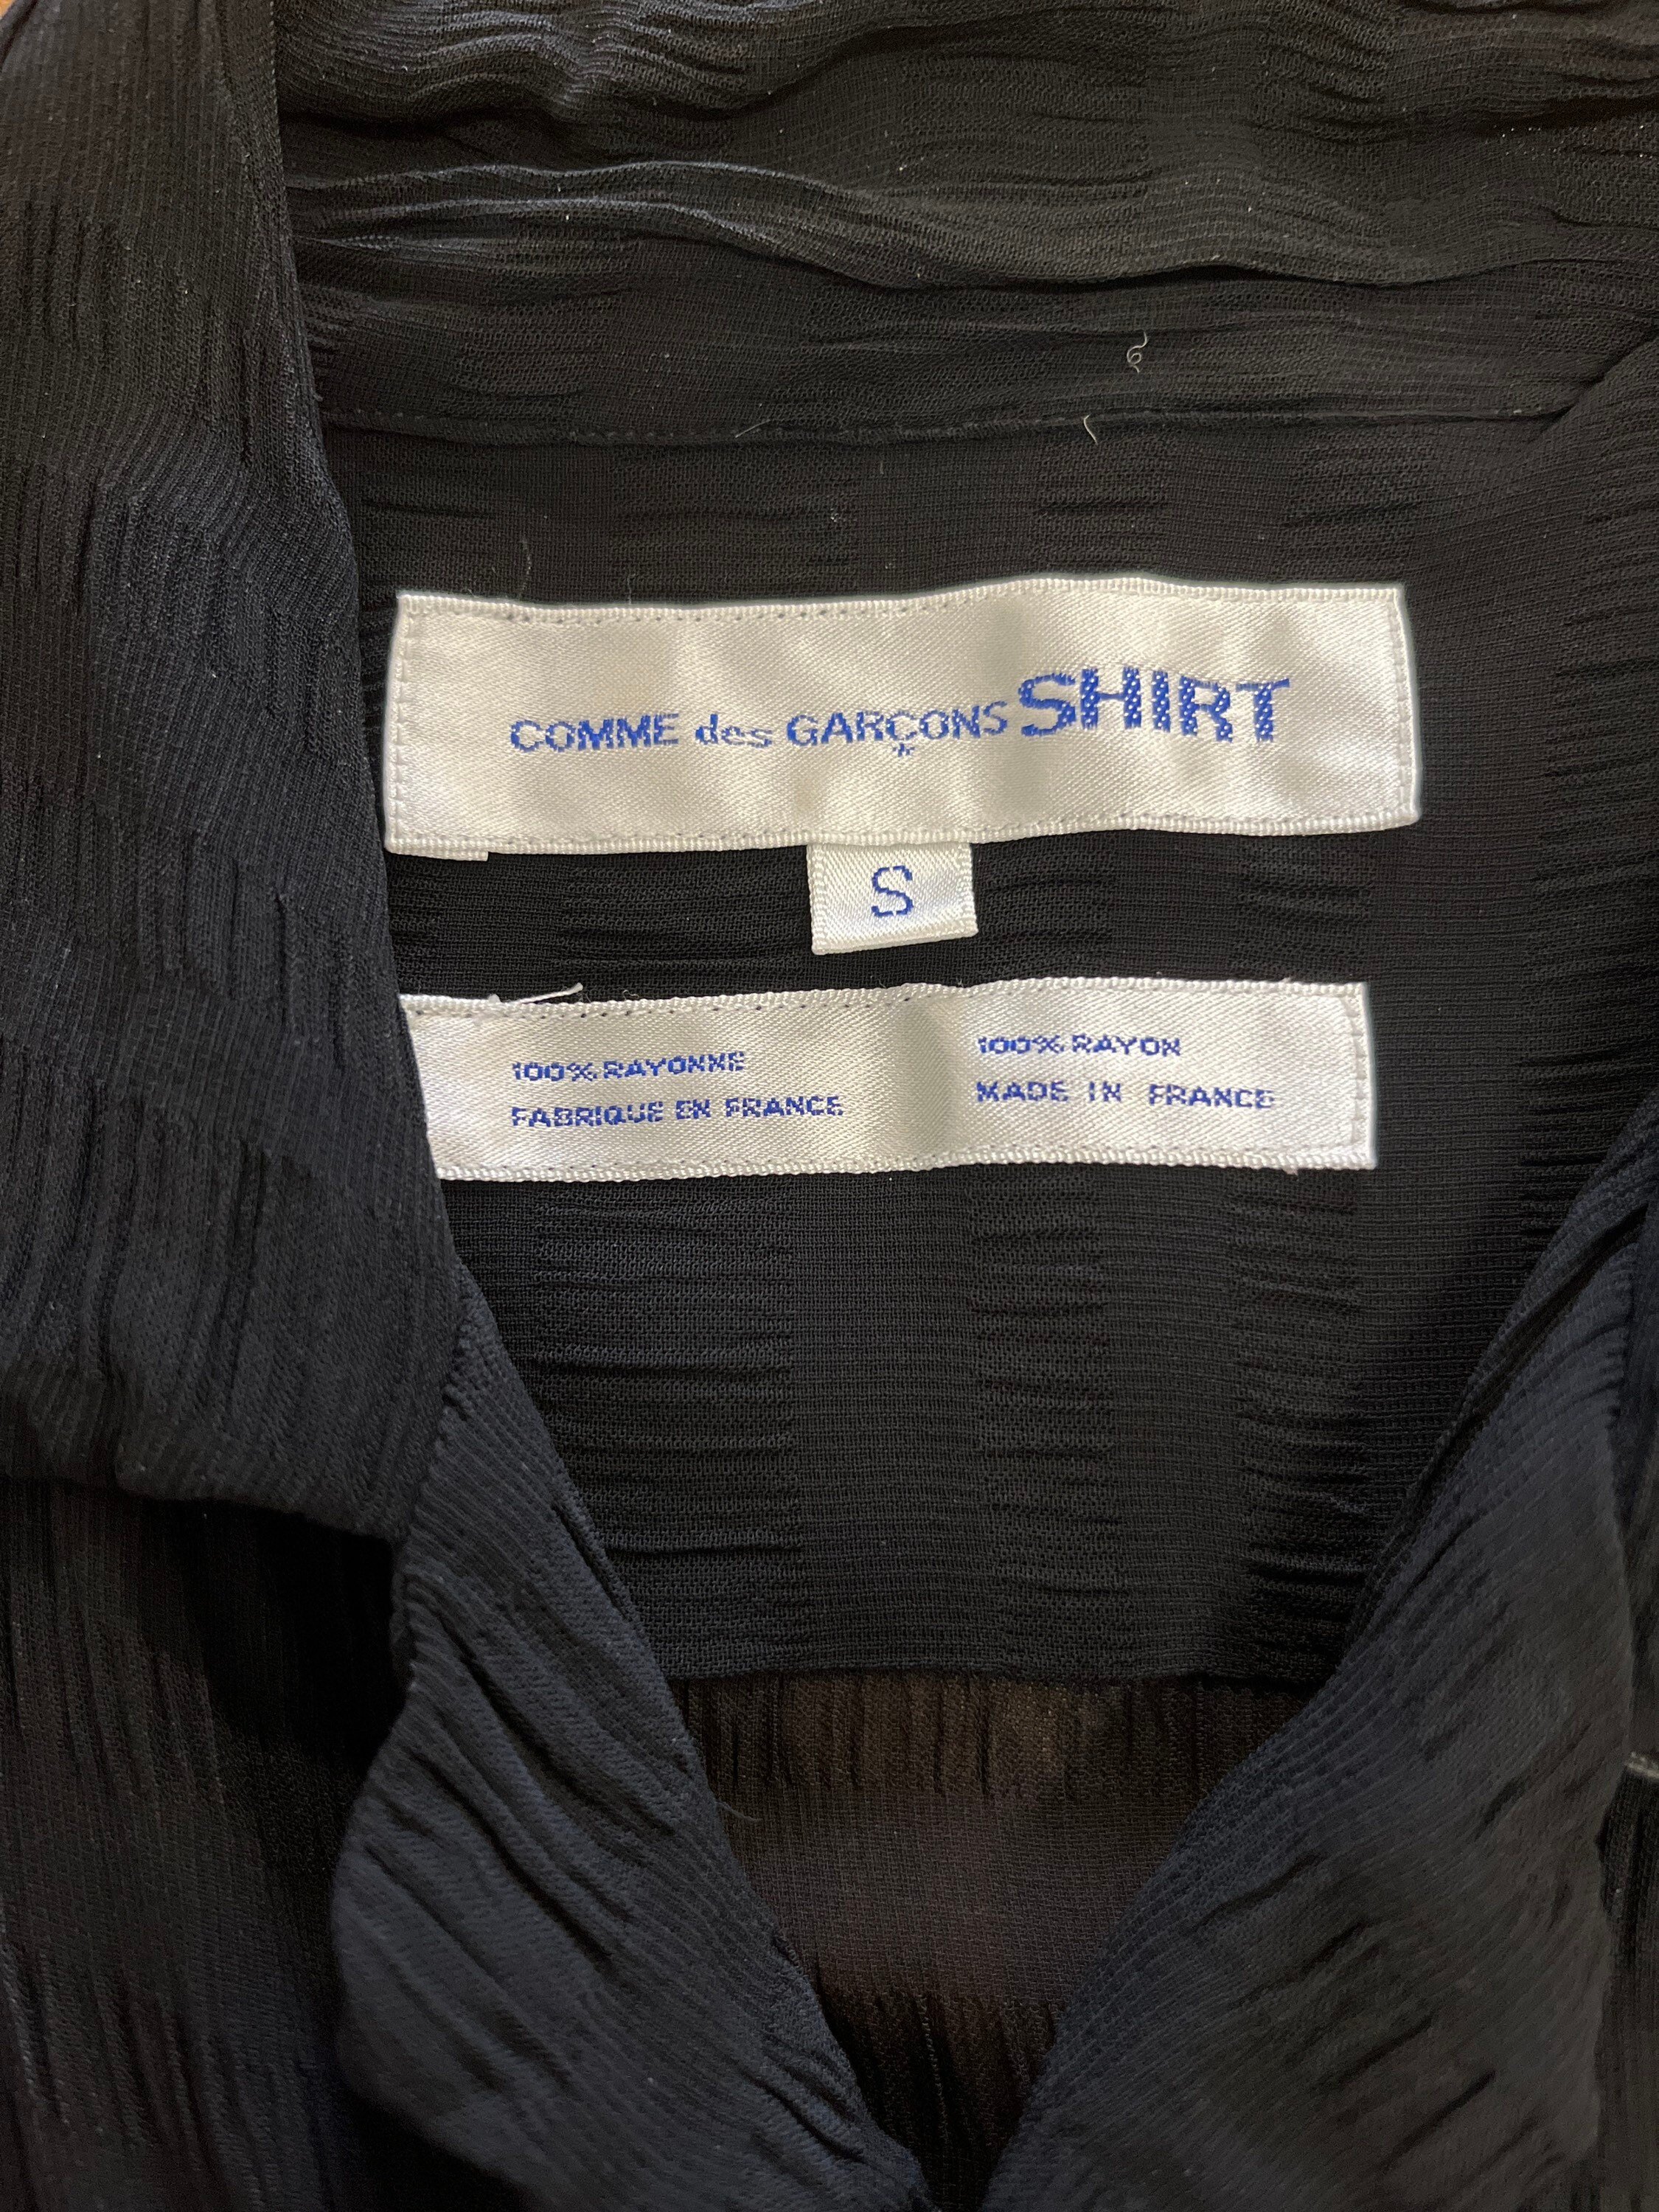 COMME des GARÇONS SHIRT
S
100% RAYONNE
FABRIQUE EN FRANCE
100% RAYON
MADE IN FRANCE